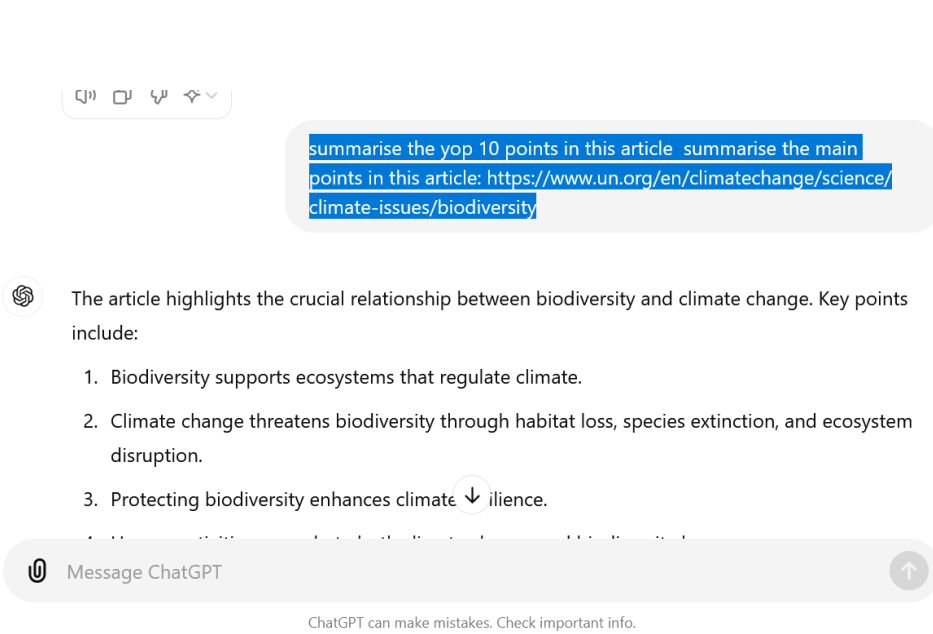 summarise the yop 10 points in this article  summarise the main
points in this article: https://www.un.org/en/climatechange/science/
climate-issues/biodiversity
The article highlights the crucial relationship between biodiversity and climate change. Key points
include:
1. Biodiversity supports ecosystems that regulate climate.
2. Climate change threatens biodiversity through habitat loss, species extinction, and ecosystem
disruption.
3. Protecting biodiversity enhances climate ilience.
Message ChatGPT
ChatGPT can make mistakes. Check important info.